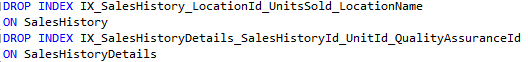 DROP INDEX IX_SalesHistory_LocationId_UnitsSold_LocationName
ON SalesHistory
DROP INDEX IX_SalesHistoryDetails_SalesHistoryId_UnitId_QualityAssuranceId
ON SalesHistoryDetails